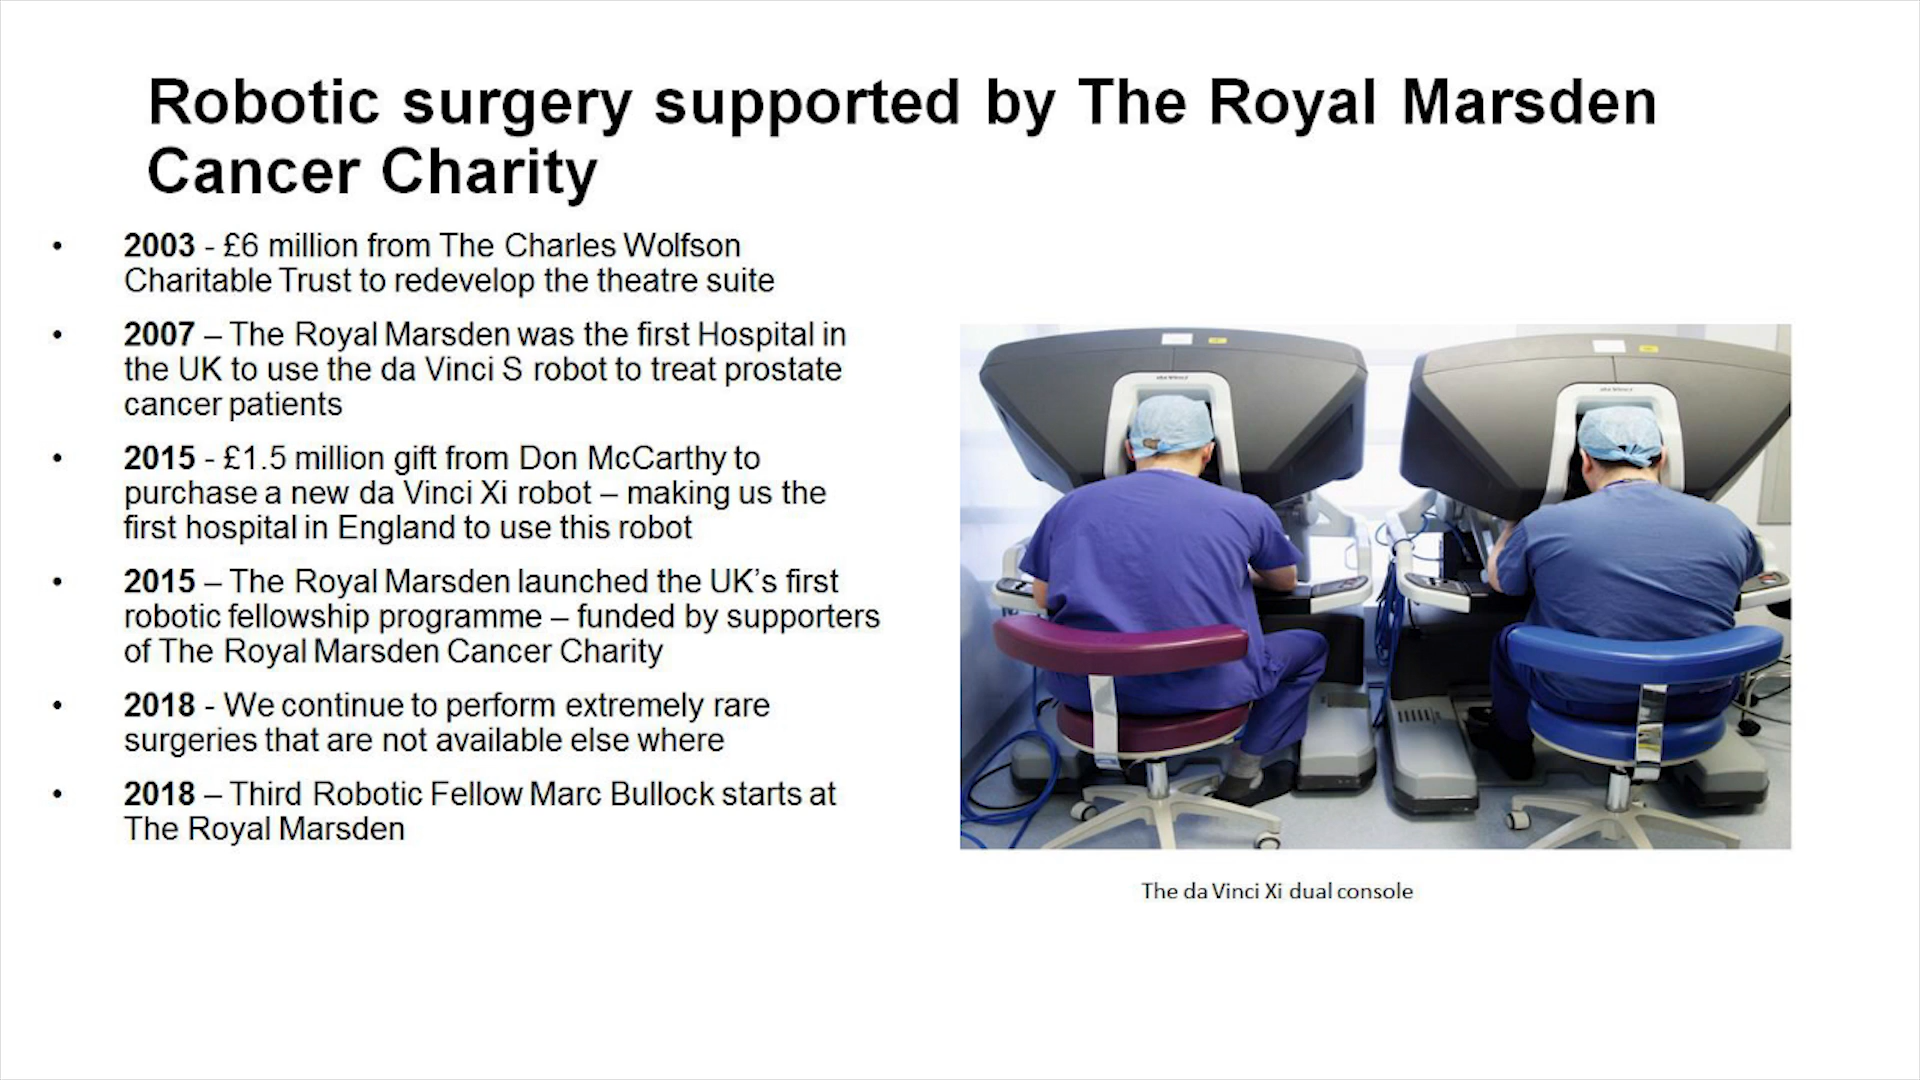 Robotic surgery supported by The Royal Marsden
Cancer Charity
• 2003 - £6 million from The Charles Wolfson
Charitable Trust to redevelop the theatre suite
• 2007 – The Royal Marsden was the first Hospital in
the UK to use the da Vinci S robot to treat prostate
cancer patients
• 2015 - £1.5 million gift from Don McCarthy to
purchase a new da Vinci Xi robot – making us the
first hospital in England to use this robot
• 2015 – The Royal Marsden launched the UK’s first
robotic fellowship programme – funded by supporters
of The Royal Marsden Cancer Charity
• 2018 - We continue to perform extremely rare
surgeries that are not available else where
• 2018 – Third Robotic Fellow Marc Bullock starts at
The Royal Marsden
The da Vinci Xi dual console